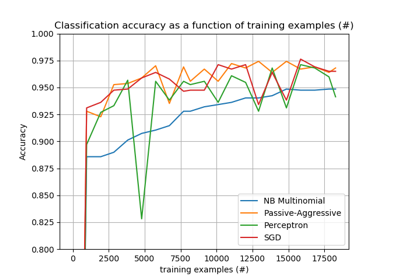 Classification accuracy as a function of training examples (#)
1.000
0.975
0.950
0.925
0.900
0.875
0.850
0.825
0.800
Accuracy
NB Multinomial
Passive-Aggressive
Perceptron
SGD
0 2500 5000 7500 10000 12500 15000 17500
training examples (#)